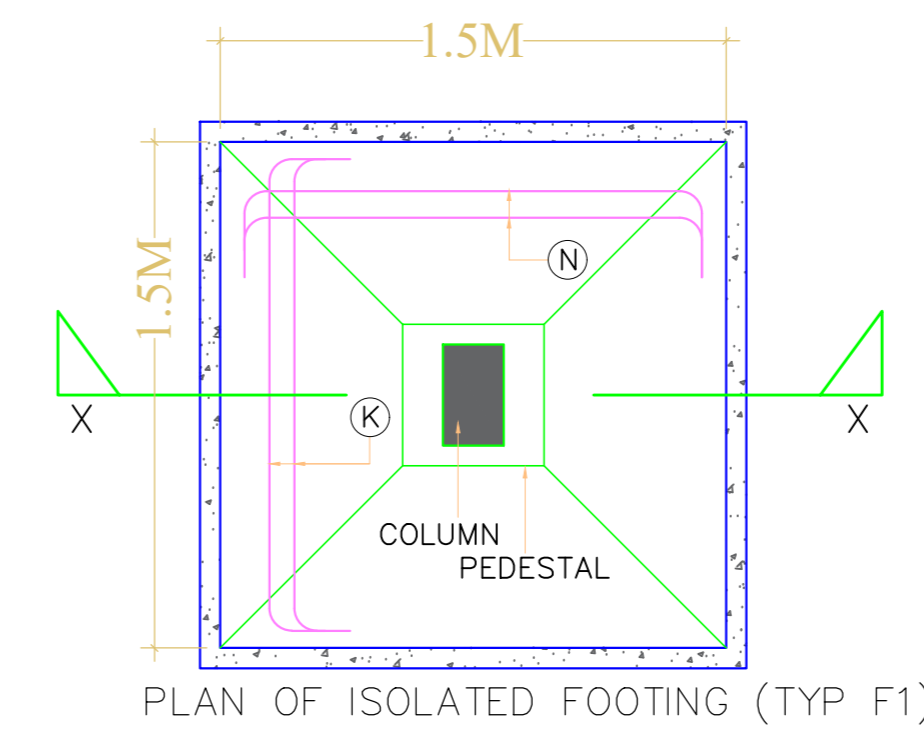 1.5M
1.5M
N
X
X
K
COLUMN
PEDESTAL
PLAN OF ISOLATED FOOTING (TYP F1)